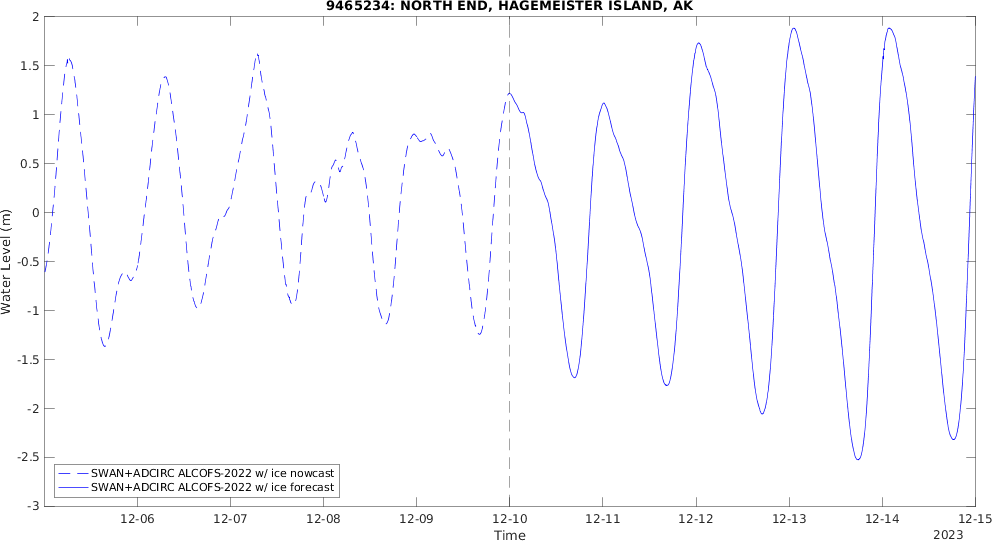 9465234: NORTH END, HAGEMEISTER ISLAND, AK
2
1.5
1
0.5
0
-0.5
-1
-1.5
-2
-2.5
-3
Water Level (m)
SWAN+ADCIRC ALCOFS-2022 w/ ice nowcast
SWAN+ADCIRC ALCOFS-2022 w/ ice forecast
12-06 12-07 12-08 12-09 12-10 12-11 12-12 12-13 12-14 12-15
Time
2023